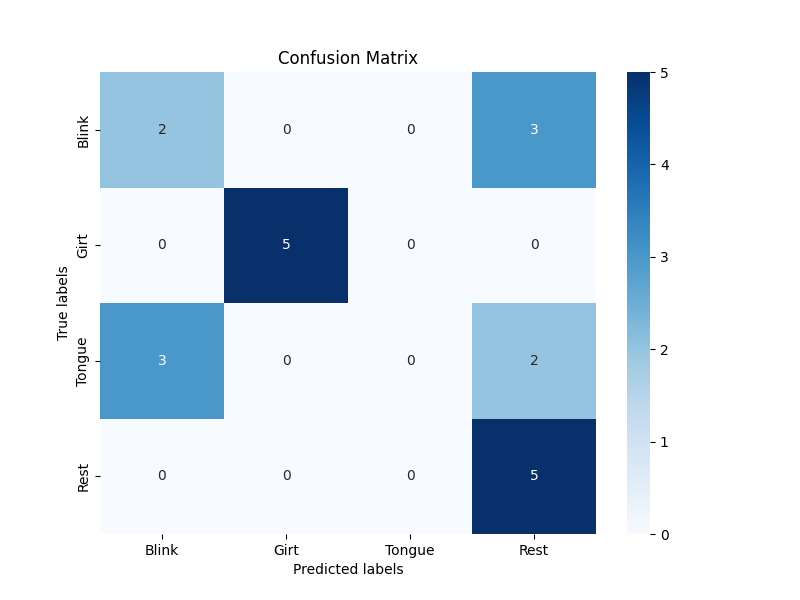 Confusion Matrix
True labels
Blink 2 0 0 3
Girt 0 5 0 0
Tongue 3 0 0 2
Rest 0 0 0 5
Blink Girt Tongue Rest
Predicted labels
5
4
3
2
1
0